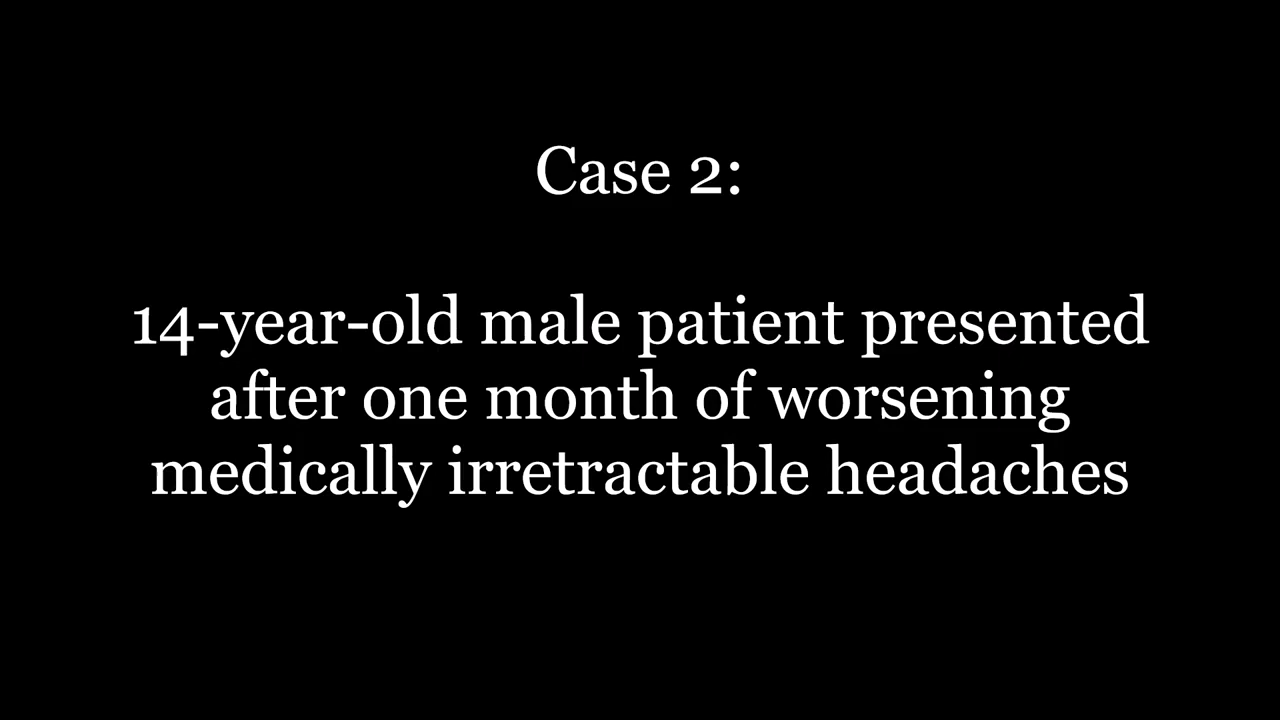 Case 2:
14-year-old male patient presented
after one month of worsening
medically irretractable headaches